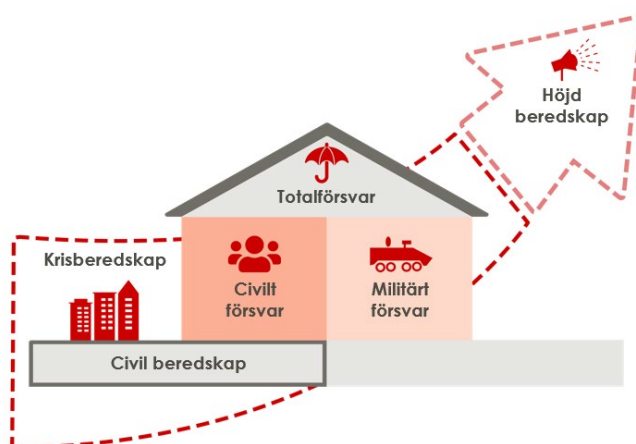 Höjd
beredskap
Totalförsvar
Krisberedskap
Civilt
försvar
Militärt
försvar
Civil beredskap